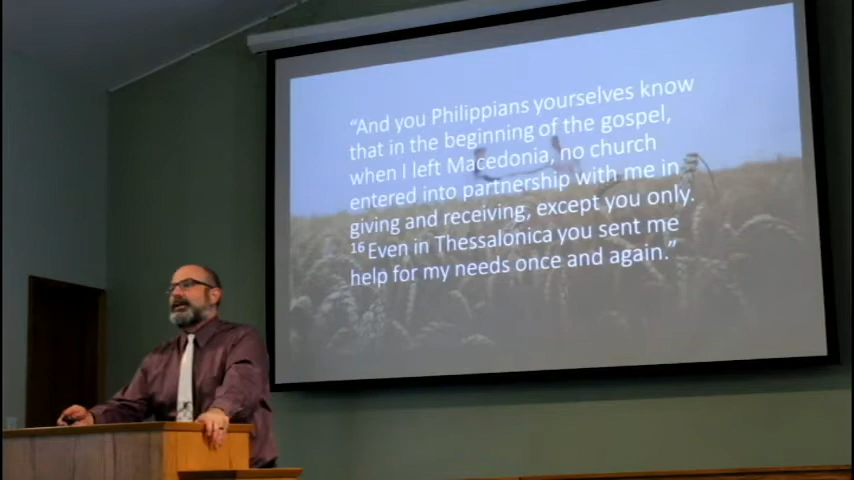 “And you Philippians yourselves know
that in the beginning of the gospel,
when I left Macedonia, no church
entered into partnership with me in
giving and receiving, except you only.
16 Even in Thessalonica you sent me
help for my needs once and again.”